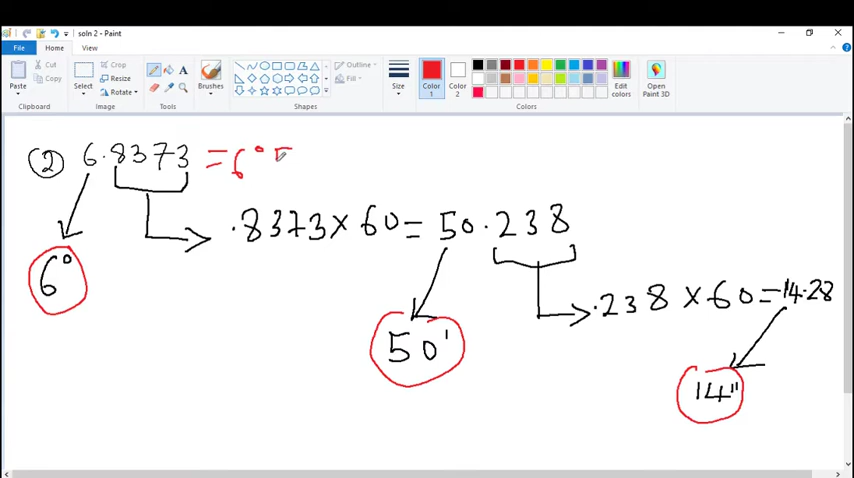 soln 2 - Paint
File Home View
Paste Cut Copy Select Crop Resize Rotate Brushes Outline Fill Size Color 1 Color 2 Edit colors Open Paint 3D
Clipboard Image Tools Shapes Colors
② 6.8373 = 6° 5
.8373 × 60 = 50.238
6°
.238 × 60 = 14.28
50'
14"